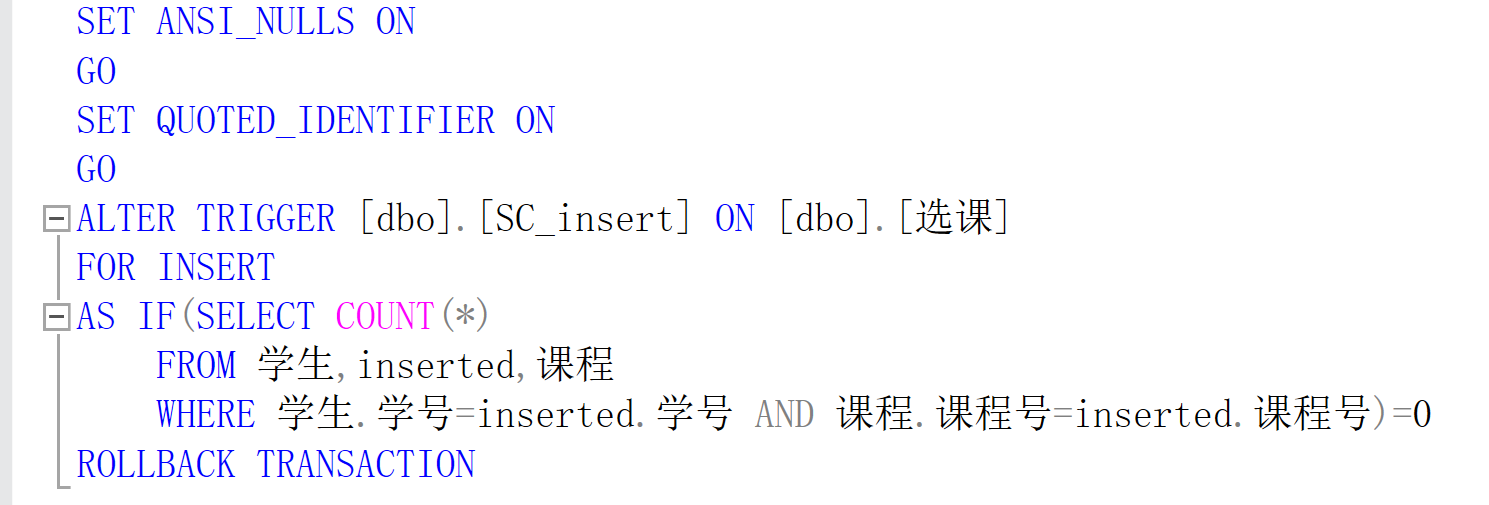 SET ANSI_NULLS ON
GO
SET QUOTED_IDENTIFIER ON
GO
ALTER TRIGGER [dbo].[SC_insert] ON [dbo].[选课]
FOR INSERT
AS IF(SELECT COUNT(*)
FROM 学生,inserted,课程
WHERE 学生.学号=inserted.学号 AND 课程.课程号=inserted.课程号)=0
ROLLBACK TRANSACTION